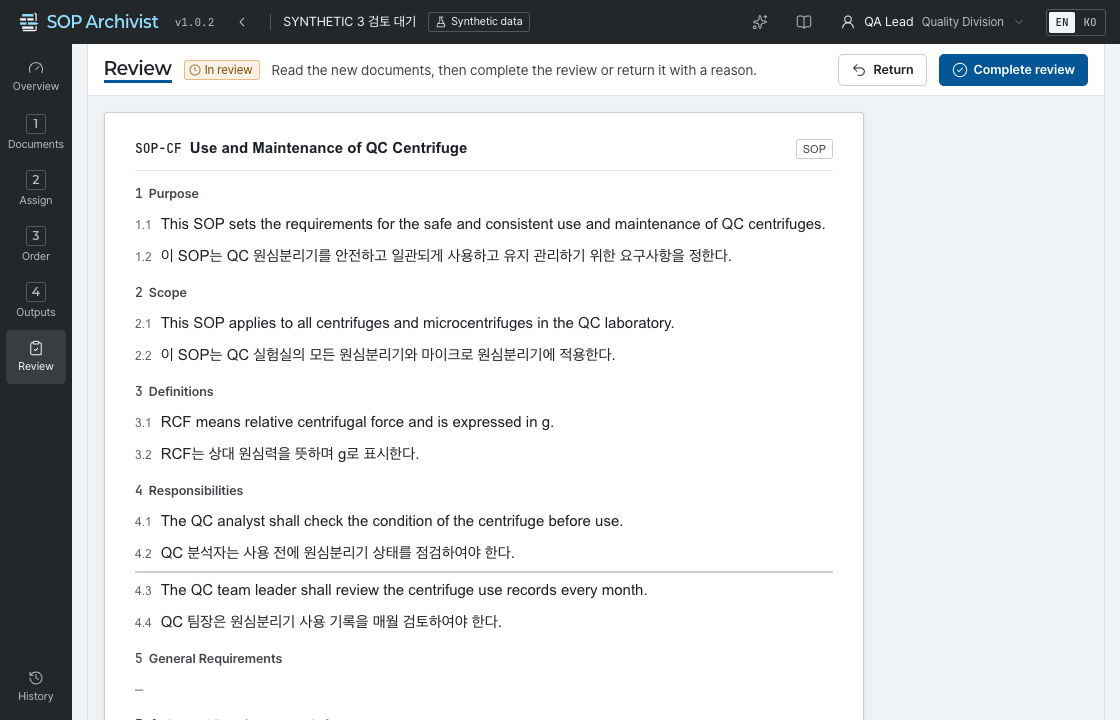 SOP Archivist v1.0.2 SYNTHETIC 3 검토 대기 Synthetic data QA Lead Quality Division EN KO
Overview
1
Documents
2
Assign
3
Order
4
Outputs
Review
History
Review In review Read the new documents, then complete the review or return it with a reason. Return Complete review
SOP-CF Use and Maintenance of QC Centrifuge SOP
1 Purpose
1.1 This SOP sets the requirements for the safe and consistent use and maintenance of QC centrifuges.
1.2 이 SOP는 QC 원심분리기를 안전하고 일관되게 사용하고 유지 관리하기 위한 요구사항을 정한다.
2 Scope
2.1 This SOP applies to all centrifuges and microcentrifuges in the QC laboratory.
2.2 이 SOP는 QC 실험실의 모든 원심분리기와 마이크로 원심분리기에 적용한다.
3 Definitions
3.1 RCF means relative centrifugal force and is expressed in g.
3.2 RCF는 상대 원심력을 뜻하며 g로 표시한다.
4 Responsibilities
4.1 The QC analyst shall check the condition of the centrifuge before use.
4.2 QC 분석자는 사용 전에 원심분리기 상태를 점검하여야 한다.
4.3 The QC team leader shall review the centrifuge use records every month.
4.4 QC 팀장은 원심분리기 사용 기록을 매월 검토하여야 한다.
5 General Requirements
–